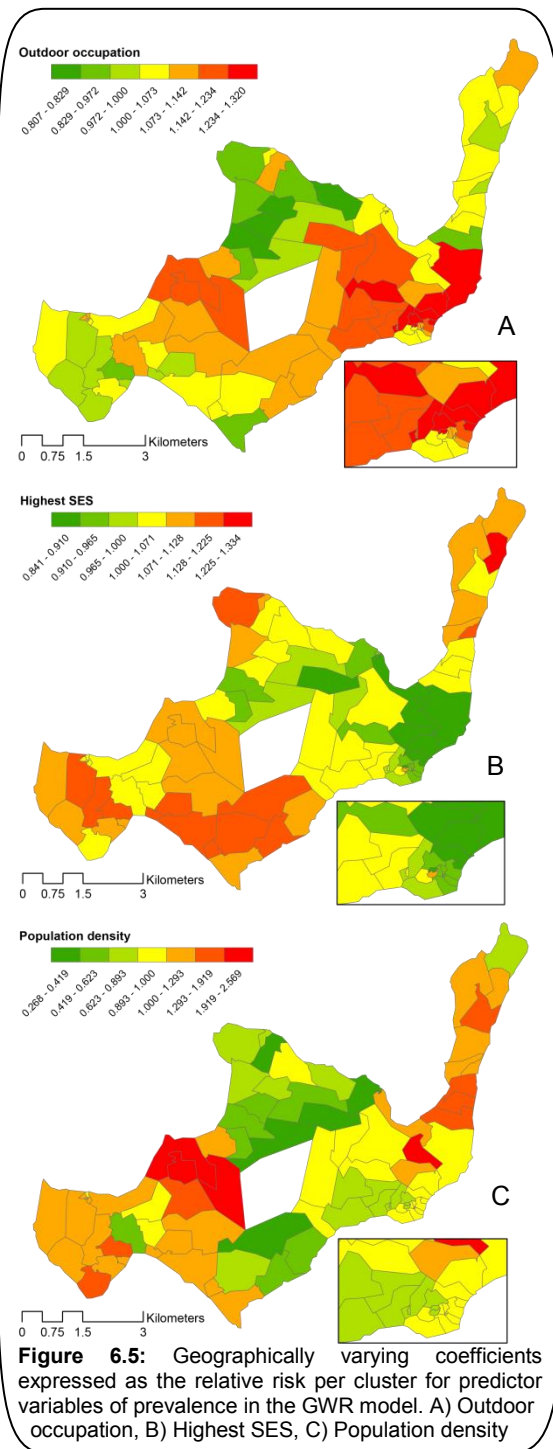 Outdoor occupation
0.807 - 0.829
0.829 - 0.972
0.972 - 1.000
1.000 - 1.073
1.073 - 1.142
1.142 - 1.234
1.234 - 1.320
A
Kilometers
0 0.75 1.5 3
Highest SES
0.841 - 0.910
0.910 - 0.965
0.965 - 1.000
1.000 - 1.071
1.071 - 1.128
1.128 - 1.225
1.225 - 1.334
B
Kilometers
0 0.75 1.5 3
Population density
0.268 - 0.419
0.419 - 0.623
0.623 - 0.893
0.893 - 1.000
1.000 - 1.293
1.293 - 1.919
1.919 - 2.569
C
Kilometers
0 0.75 1.5 3
Figure 6.5: Geographically varying coefficients
expressed as the relative risk per cluster for predictor
variables of prevalence in the GWR model. A) Outdoor
occupation, B) Highest SES, C) Population density